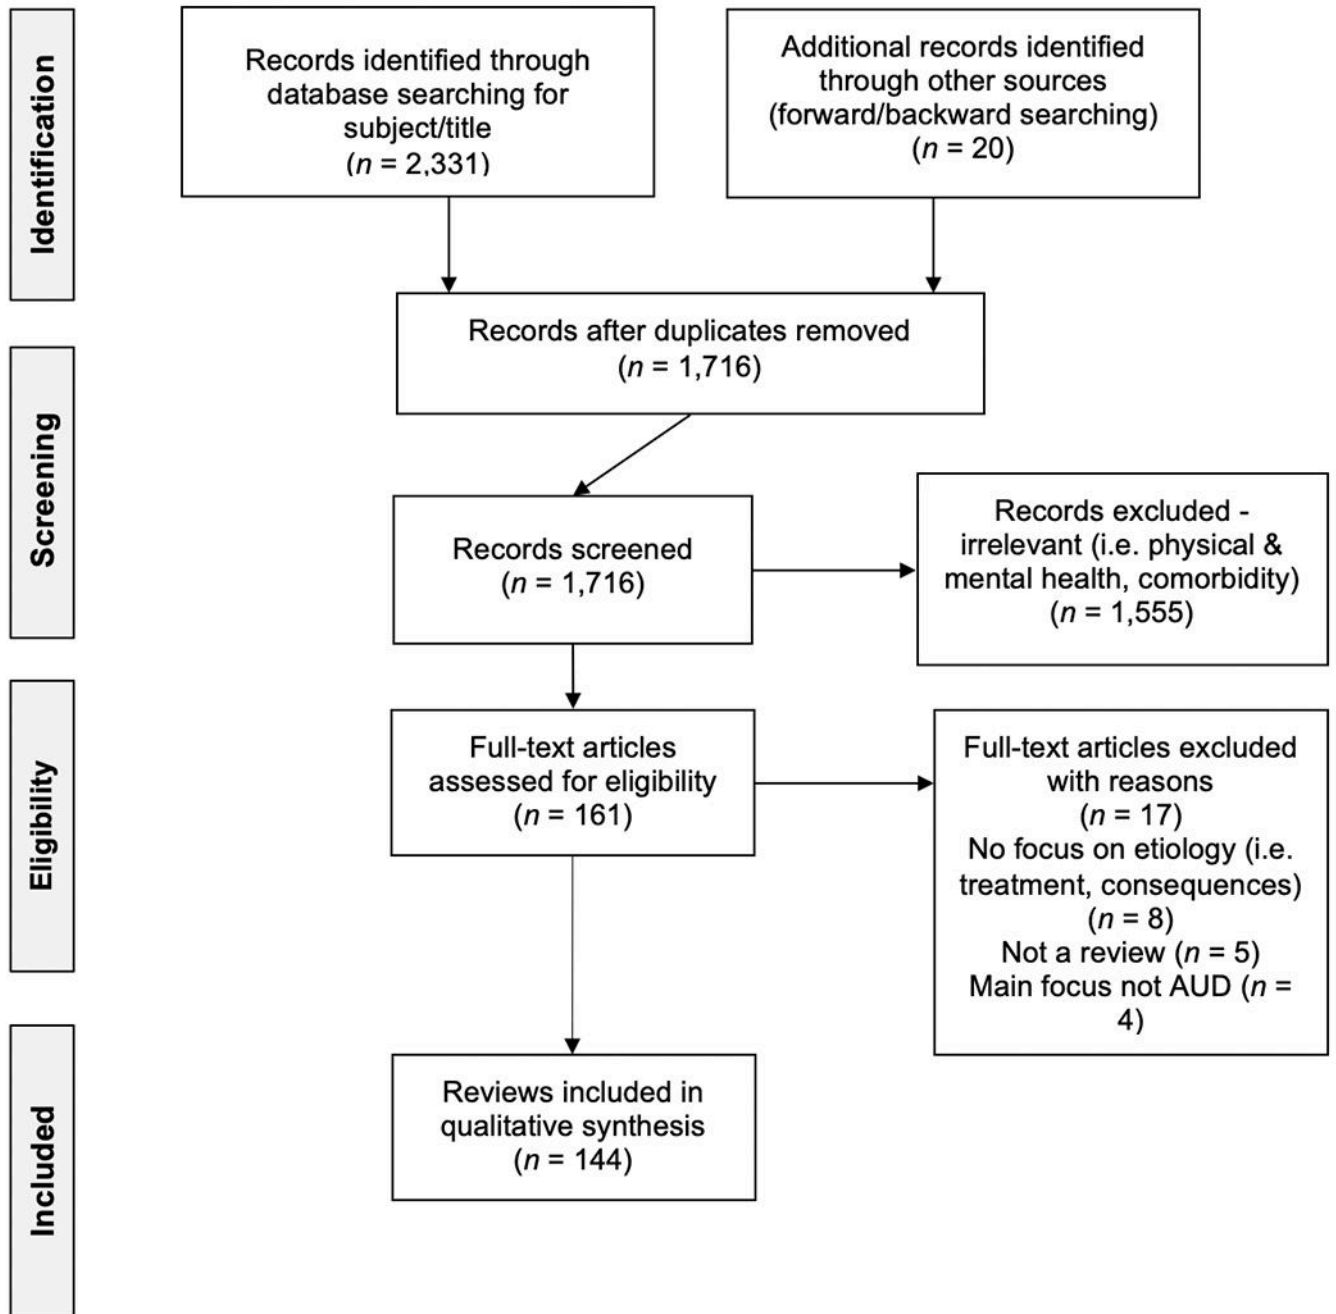 Identification
Records identified through
database searching for
subject/title
(n = 2,331)
Additional records identified
through other sources
(forward/backward searching)
(n = 20)
Records after duplicates removed
(n = 1,716)
Screening
Records screened
(n = 1,716)
Records excluded -
irrelevant (i.e. physical &
mental health, comorbidity)
(n = 1,555)
Eligibility
Full-text articles
assessed for eligibility
(n = 161)
Full-text articles excluded
with reasons
(n = 17)
No focus on etiology (i.e.
treatment, consequences)
(n = 8)
Not a review (n = 5)
Main focus not AUD (n =
4)
Included
Reviews included in
qualitative synthesis
(n = 144)